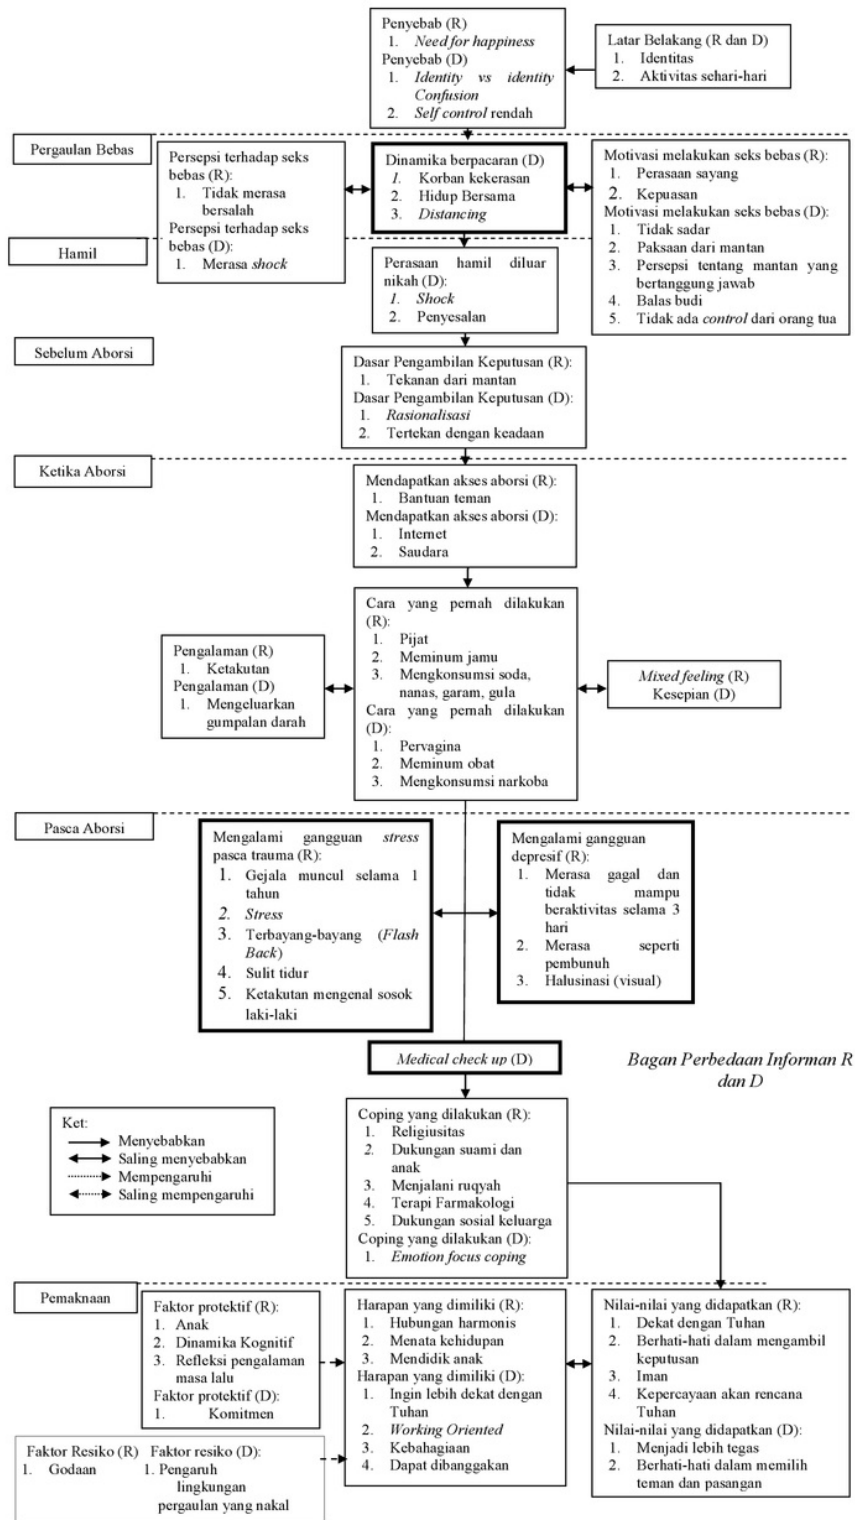 Penyebab (R)
1. Need for happiness
Penyebab (D)
1. Identity vs identity
Confusion
2. Self control rendah
Latar Belakang (R dan D)
1. Identitas
2. Aktivitas sehari-hari
Pergaulan Bebas
Persepsi terhadap seks
bebas (R):
1. Tidak merasa
bersalah
Persepsi terhadap seks
bebas (D):
1. Merasa shock
Dinamika berpacaran (D)
1. Korban kekerasan
2. Hidup Bersama
3. Distancing
Motivasi melakukan seks bebas (R):
1. Perasaan sayang
2. Kepuasan
Motivasi melakukan seks bebas (D):
1. Tidak sadar
2. Paksaan dari mantan
3. Persepsi tentang mantan yang
bertanggung jawab
4. Balas budi
5. Tidak ada control dari orang tua
Hamil
Perasaan hamil diluar
nikah (D):
1. Shock
2. Penyesalan
Sebelum Aborsi
Dasar Pengambilan Keputusan (R):
1. Tekanan dari mantan
Dasar Pengambilan Keputusan (D):
1. Rasionalisasi
2. Tertekan dengan keadaan
Ketika Aborsi
Mendapatkan akses aborsi (R):
1. Bantuan teman
Mendapatkan akses aborsi (D):
1. Internet
2. Saudara
Cara yang pernah dilakukan
(R):
1. Pijat
2. Meminum jamu
3. Mengkonsumsi soda,
nanas, garam, gula
Cara yang pernah dilakukan
(D):
1. Pervagina
2. Meminum obat
3. Mengkonsumsi narkoba
Pengalaman (R)
1. Ketakutan
Pengalaman (D)
1. Mengeluarkan
gumpalan darah
Mixed feeling (R)
Kesepian (D)
Pasca Aborsi
Mengalami gangguan stress
pasca trauma (R):
1. Gejala muncul selama 1
tahun
2. Stress
3. Terbayang-bayang (Flash
Back)
4. Sulit tidur
5. Ketakutan mengenal sosok
laki-laki
Mengalami gangguan
depresif (R):
1. Merasa gagal dan
tidak mampu
beraktivitas selama 3
hari
2. Merasa seperti
pembunuh
3. Halusinasi (visual)
Medical check up (D)
Bagan Perbedaan Informan R
dan D
Ket:
Menyebabkan
Saling menyebabkan
Mempengaruhi
Saling mempengaruhi
Coping yang dilakukan (R):
1. Religiusitas
2. Dukungan suami dan
anak
3. Menjalani ruqyah
4. Terapi Farmakologi
5. Dukungan sosial keluarga
Coping yang dilakukan (D):
1. Emotion focus coping
Pemaknaan
Faktor protektif (R):
1. Anak
2. Dinamika Kognitif
3. Refleksi pengalaman
masa lalu
Faktor protektif (D):
1. Komitmen
Harapan yang dimiliki (R):
1. Hubungan harmonis
2. Menata kehidupan
3. Mendidik anak
Harapan yang dimiliki (D):
1. Ingin lebih dekat dengan
Tuhan
2. Working Oriented
3. Kebahagiaan
4. Dapat dibanggakan
Nilai-nilai yang didapatkan (R):
1. Dekat dengan Tuhan
2. Berhati-hati dalam mengambil
keputusan
3. Iman
4. Kepercayaan akan rencana
Tuhan
Nilai-nilai yang didapatkan (D):
1. Menjadi lebih tegas
2. Berhati-hati dalam memilih
teman dan pasangan
Faktor Resiko (R)
1. Godaan
Faktor resiko (D):
1. Pengaruh
lingkungan
pergaulan yang nakal